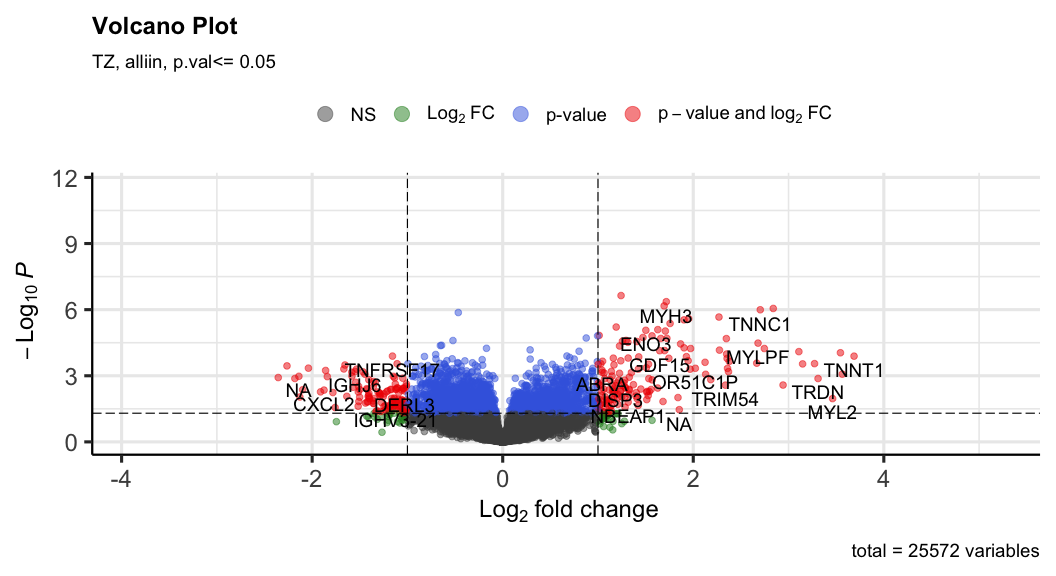 Volcano Plot
TZ, alliin, p.val<= 0.05
NS Log₂ FC p-value p – value and log₂ FC
12
9
6
3
0
– Log₁₀ P
MYH3
TNNC1
ENO3
MYLPF
GDF15
TNFRSF17
TNNT1
IGHJ6
ABRA
OR51C1P
NA
TRDN
CXCL2
DERL3
DISP3
TRIM54
MYL2
IGHV3-21
NBEAP1
NA
-4 -2 0 2 4
Log₂ fold change
total = 25572 variables